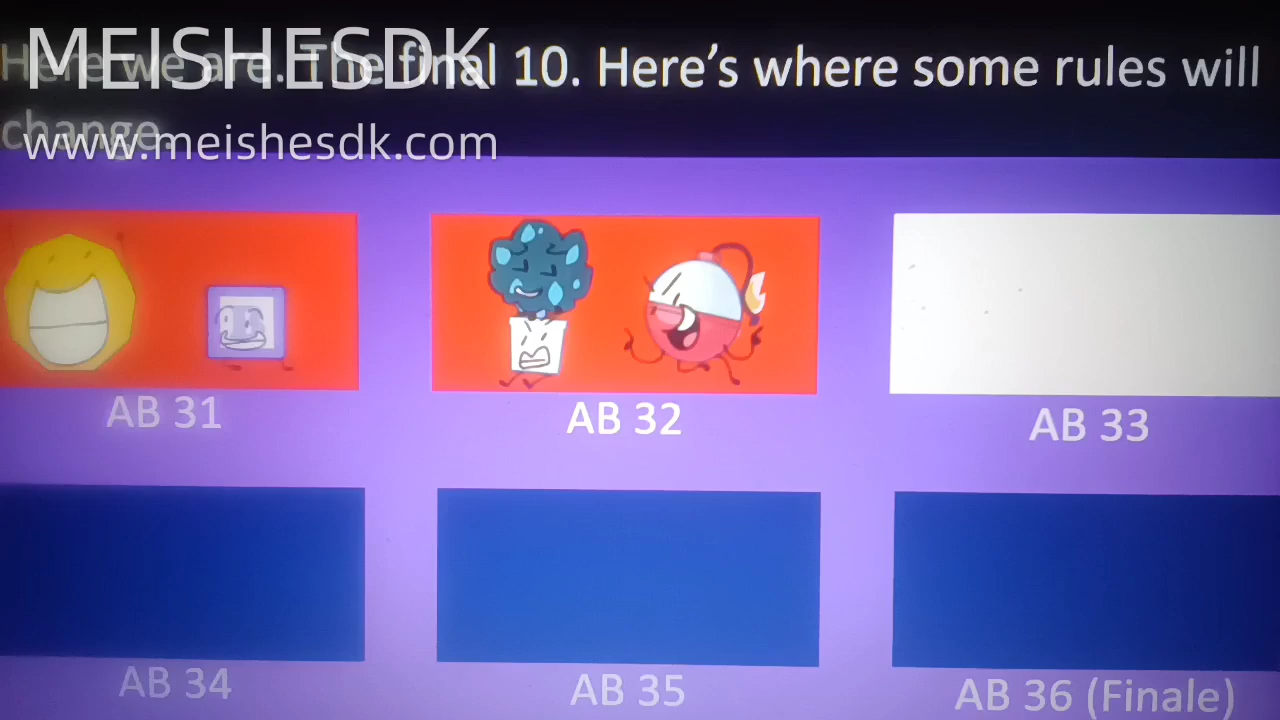 MEISHESDK
Here we are. The final 10. Here's where some rules will
change.
www.meishesdk.com
AB 31
AB 32
AB 33
AB 34
AB 35
AB 36 (Finale)